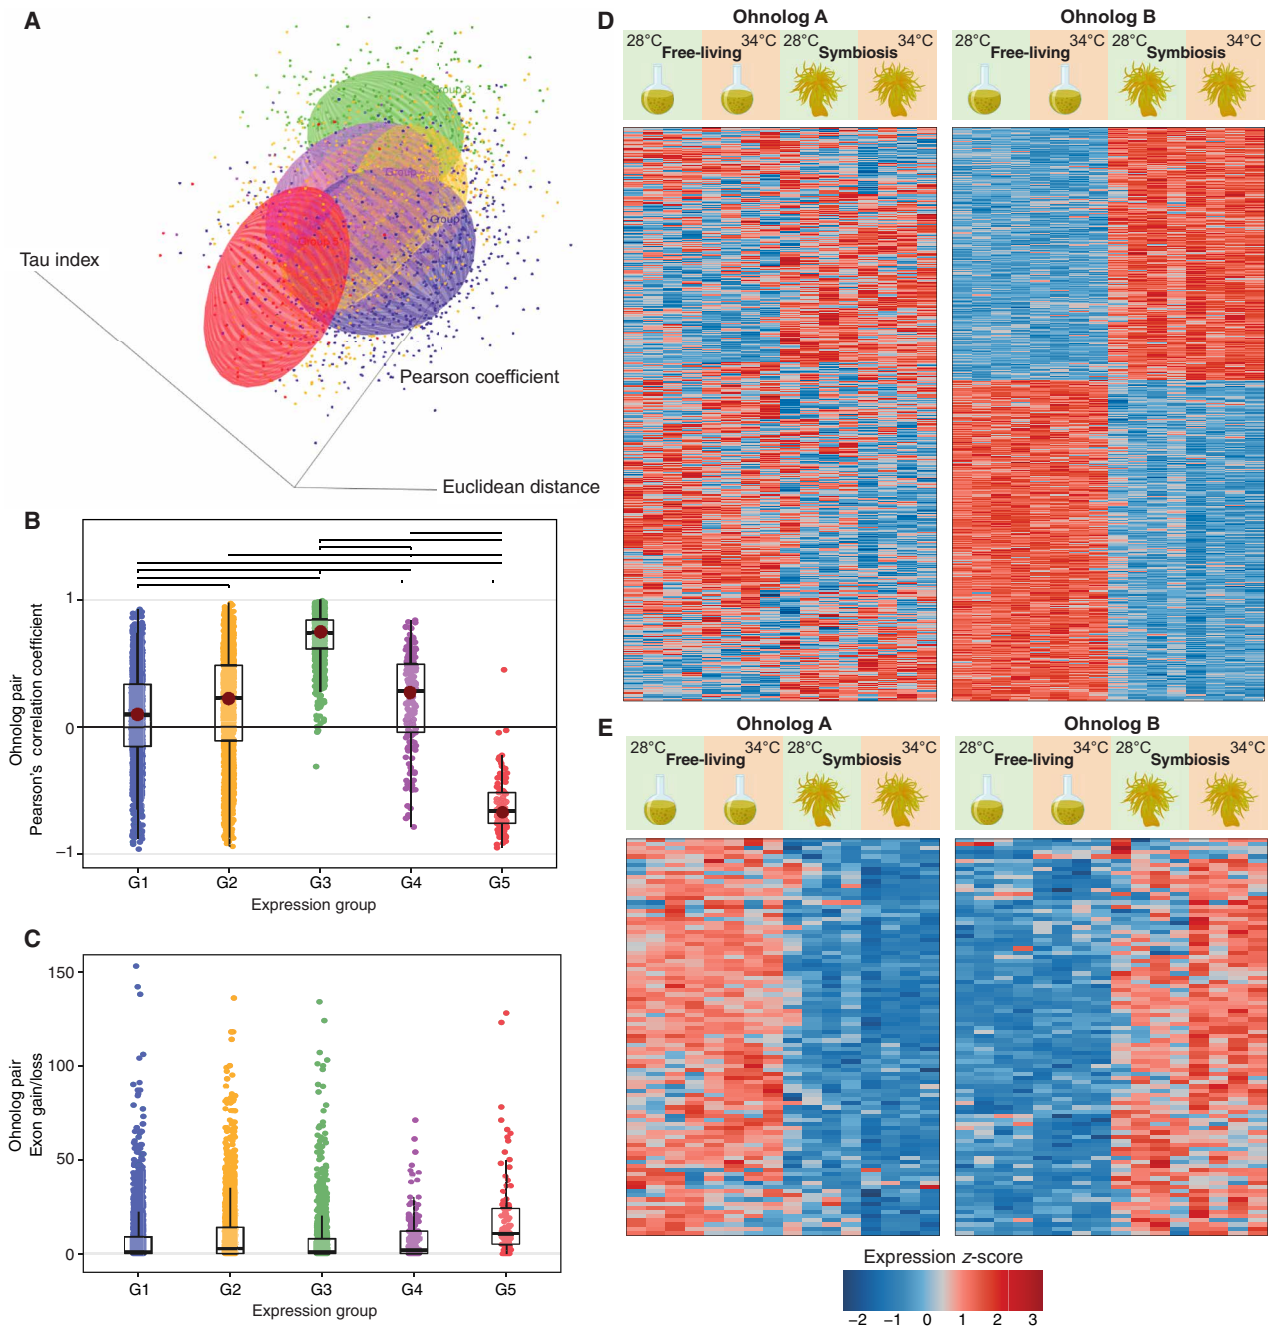 A
Group 3
Group 5
Tau index
Pearson coefficient
Euclidean distance
B
Ohnolog pair
Pearson's correlation coefficient
1
0
−1
G1 G2 G3 G4 G5
Expression group
C
Ohnolog pair
Exon gain/loss
150
100
50
0
G1 G2 G3 G4 G5
Expression group
D
Ohnolog A Ohnolog B
28°C 34°C 28°C 34°C 28°C 34°C 28°C 34°C
Free-living Symbiosis Free-living Symbiosis
E
Ohnolog A Ohnolog B
28°C 34°C 28°C 34°C 28°C 34°C 28°C 34°C
Free-living Symbiosis Free-living Symbiosis
Expression z-score
−2 −1 0 1 2 3